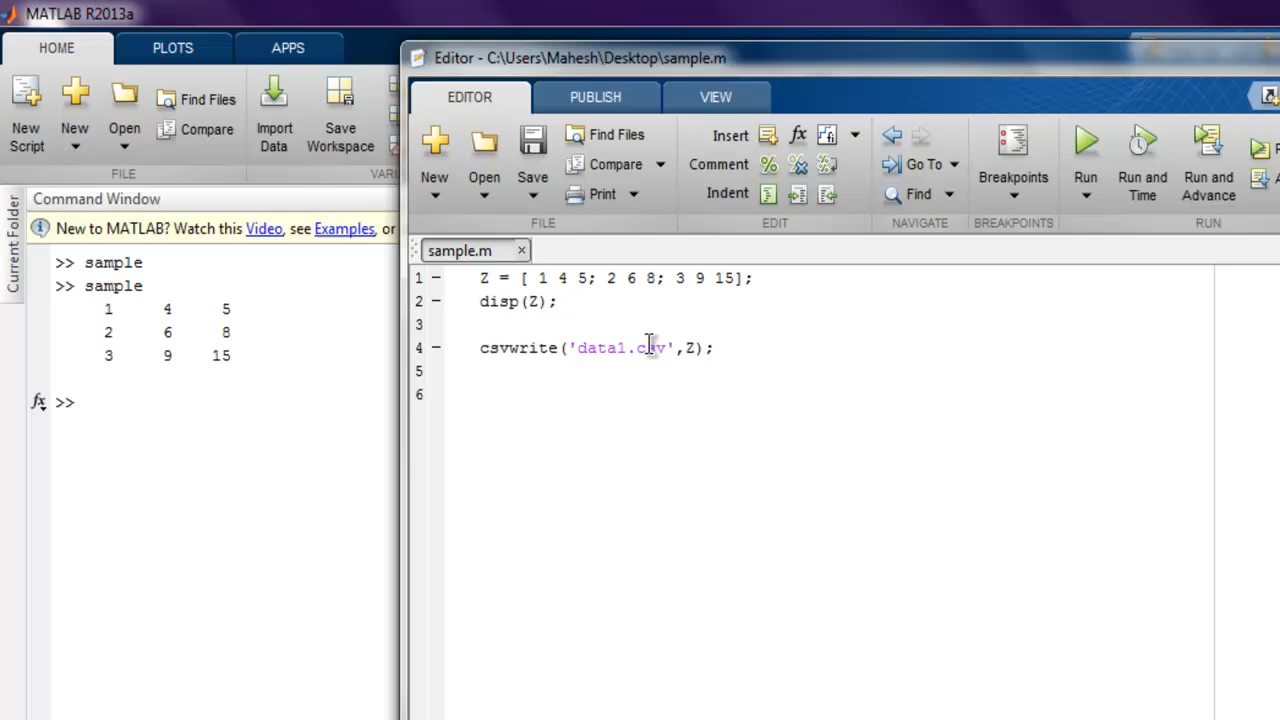 MATLAB R2013a
HOME PLOTS APPS
New Script
New
Open
Find Files
Compare
Import Data
Save Workspace
FILE
VARI
Current Folder
Command Window
New to MATLAB? Watch this Video, see Examples, or
>> sample
>> sample
1 4 5
2 6 8
3 9 15
fx >>
Editor - C:\Users\Mahesh\Desktop\sample.m
EDITOR PUBLISH VIEW
New
Open
Save
Find Files
Compare
Print
FILE
Insert fx
Comment
Indent
EDIT
Go To
Find
NAVIGATE
Breakpoints
BREAKPOINTS
Run
Run and Time
Run and Advance
RUN
sample.m ×
1 – Z = [ 1 4 5; 2 6 8; 3 9 15];
2 – disp(Z);
3
4 – csvwrite('data1.csv',Z);
5
6